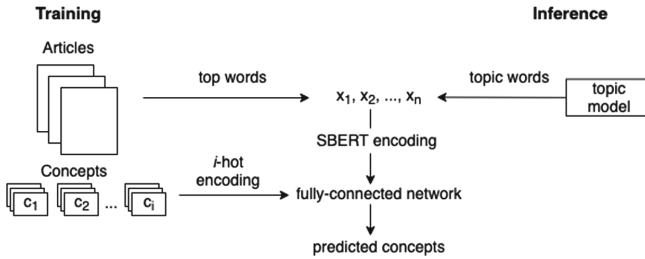 Training
Inference
Articles
top words
x1, x2, ..., xn
topic words
topic
model
SBERT encoding
Concepts
i-hot
encoding
c1 c2 ... ci
fully-connected network
predicted concepts